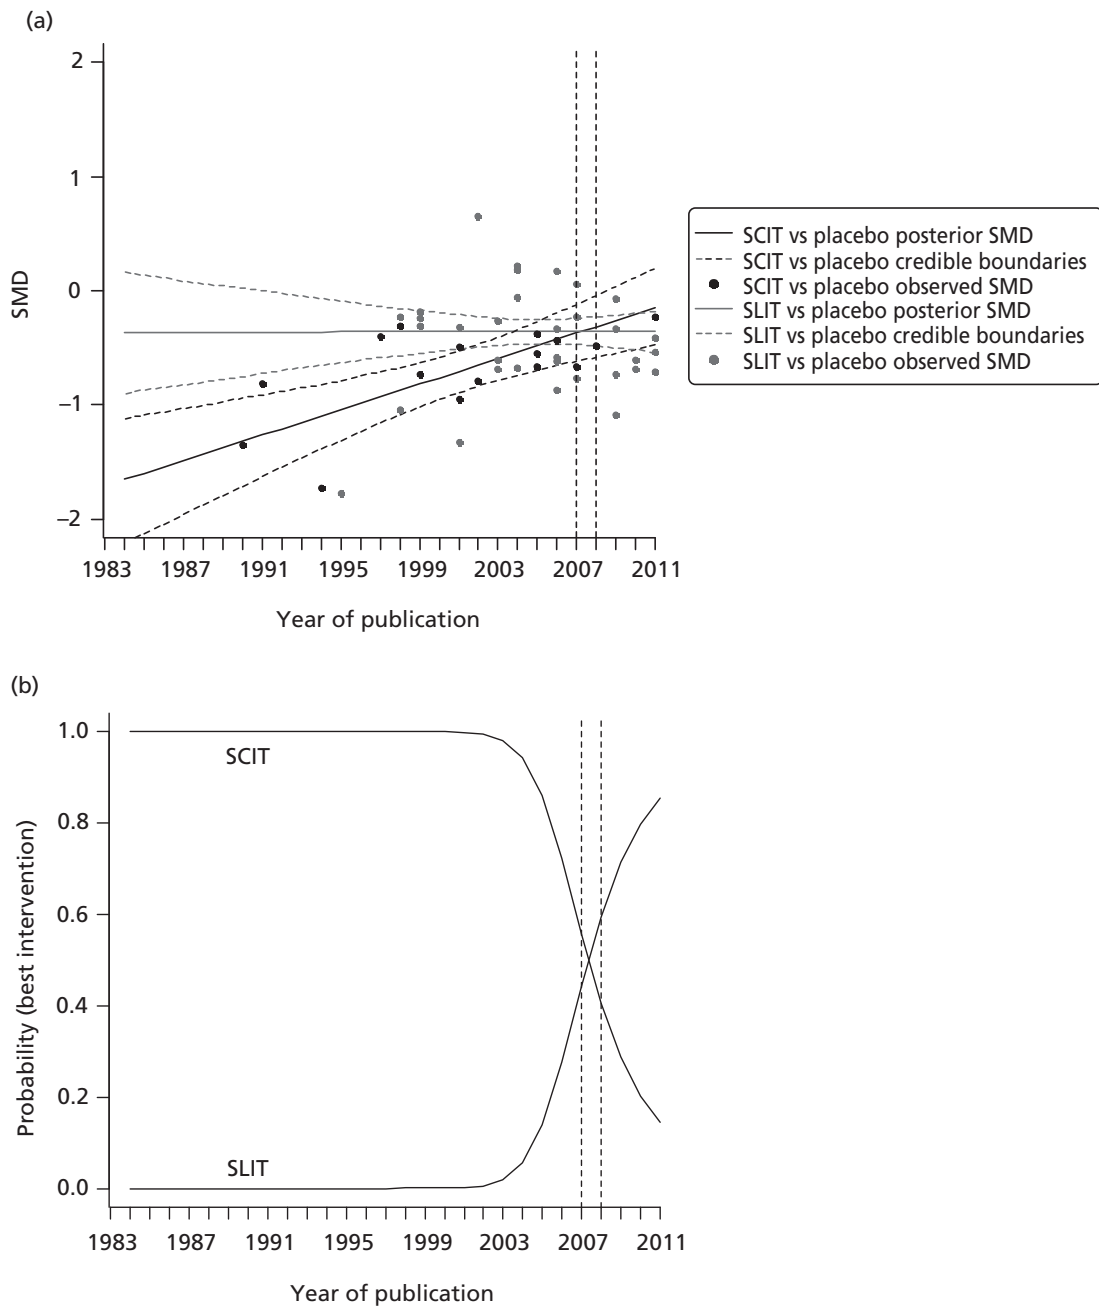 (a)
2
1
0
–1
–2
SMD
1983 1987 1991 1995 1999 2003 2007 2011
Year of publication
SCIT vs placebo posterior SMD
SCIT vs placebo credible boundaries
SCIT vs placebo observed SMD
SLIT vs placebo posterior SMD
SLIT vs placebo credible boundaries
SLIT vs placebo observed SMD
(b)
1.0
0.8
0.6
0.4
0.2
0.0
Probability (best intervention)
SCIT
SLIT
1983 1987 1991 1995 1999 2003 2007 2011
Year of publication